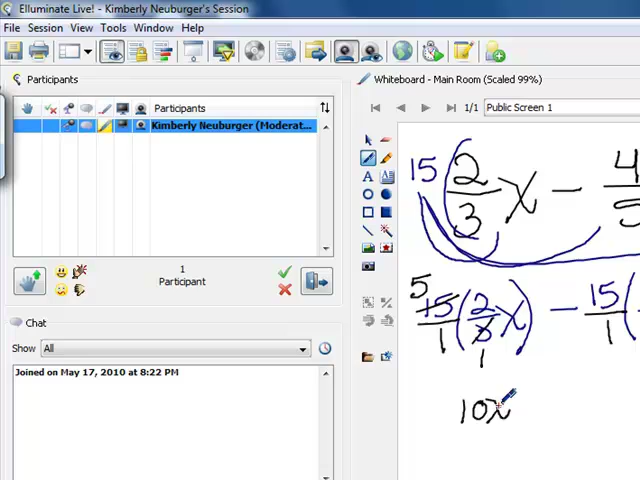 Elluminate Live! - Kimberly Neuburger's Session
File Session View Tools Window Help
Participants
Whiteboard - Main Room (Scaled 99%)
1/1 Public Screen 1
Participants
Kimberly Neuburger (Moderat...
A
1
Participant
Chat
Show All
Joined on May 17, 2010 at 8:22 PM
15(2/3 x - 4/5
5
15/1 (2/3 x) - 15/1 (
1
10x